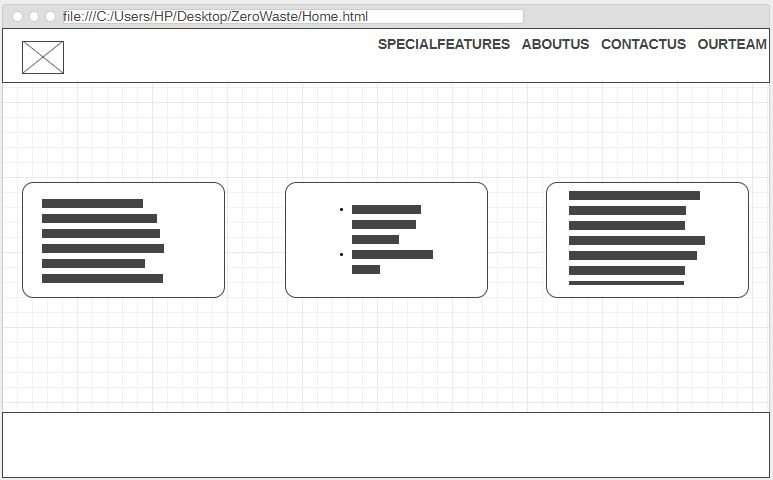 file:///C:/Users/HP/Desktop/ZeroWaste/Home.html
SPECIALFEATURES ABOUTUS CONTACTUS OURTEAM